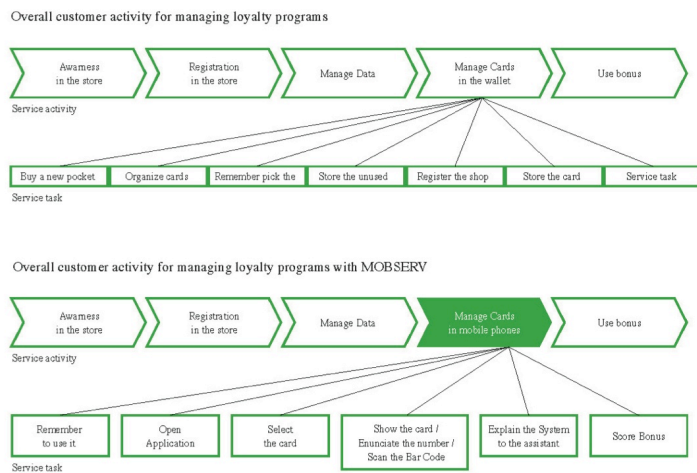 Overall customer activity for managing loyalty programs
Awarness
in the store
Registration
in the store
Manage Data
Manage Cards
in the wallet
Use bonus
Service activity
Buy a new pocket
Organize cards
Remember pick the
Store the unused
Register the shop
Store the card
Service task
Service task
Overall customer activity for managing loyalty programs with MOBSERV
Awarness
in the store
Registration
in the store
Manage Data
Manage Cards
in mobile phones
Use bonus
Service activity
Remember
to use it
Open
Application
Select
the card
Show the card /
Enunciate the number /
Scan the Bar Code
Explain the System
to the assistant
Score Bonus
Service task